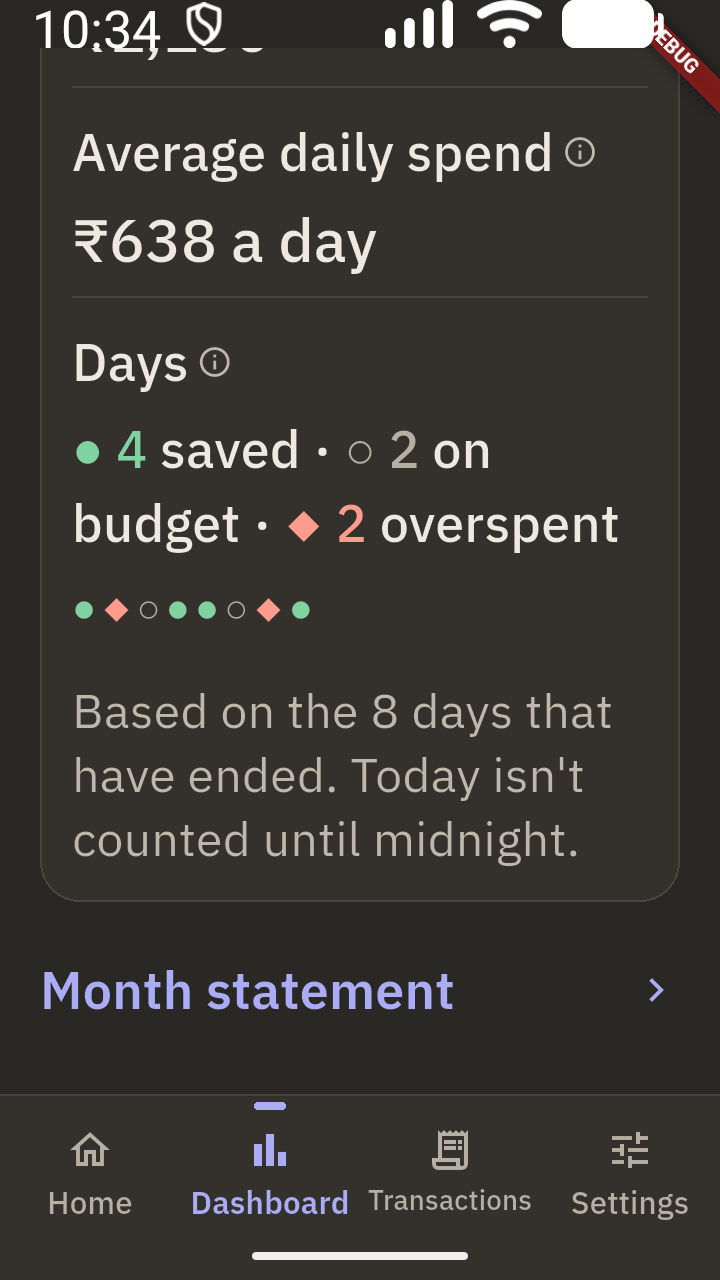 10:34
DEBUG
Average daily spend
₹638 a day
Days
4 saved · 2 on
budget · 2 overspent
Based on the 8 days that
have ended. Today isn't
counted until midnight.
Month statement
Home
Dashboard
Transactions
Settings